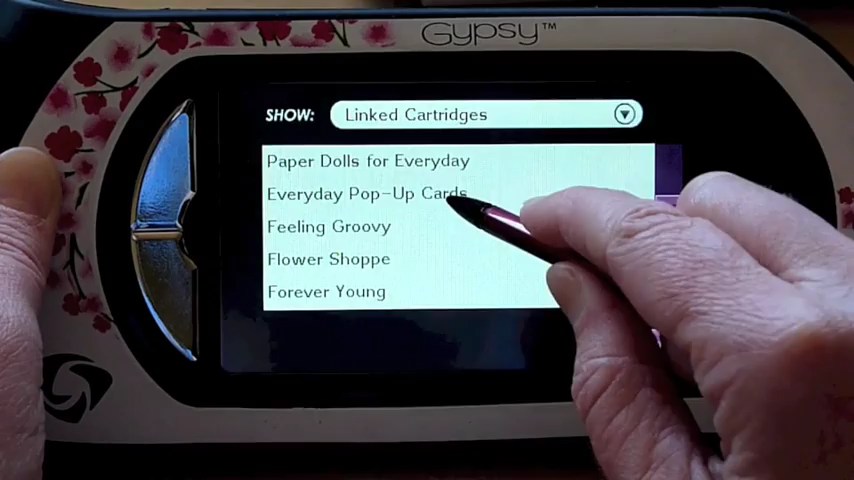 Gypsy™
SHOW: Linked Cartridges
Paper Dolls for Everyday
Everyday Pop-Up Cards
Feeling Groovy
Flower Shoppe
Forever Young